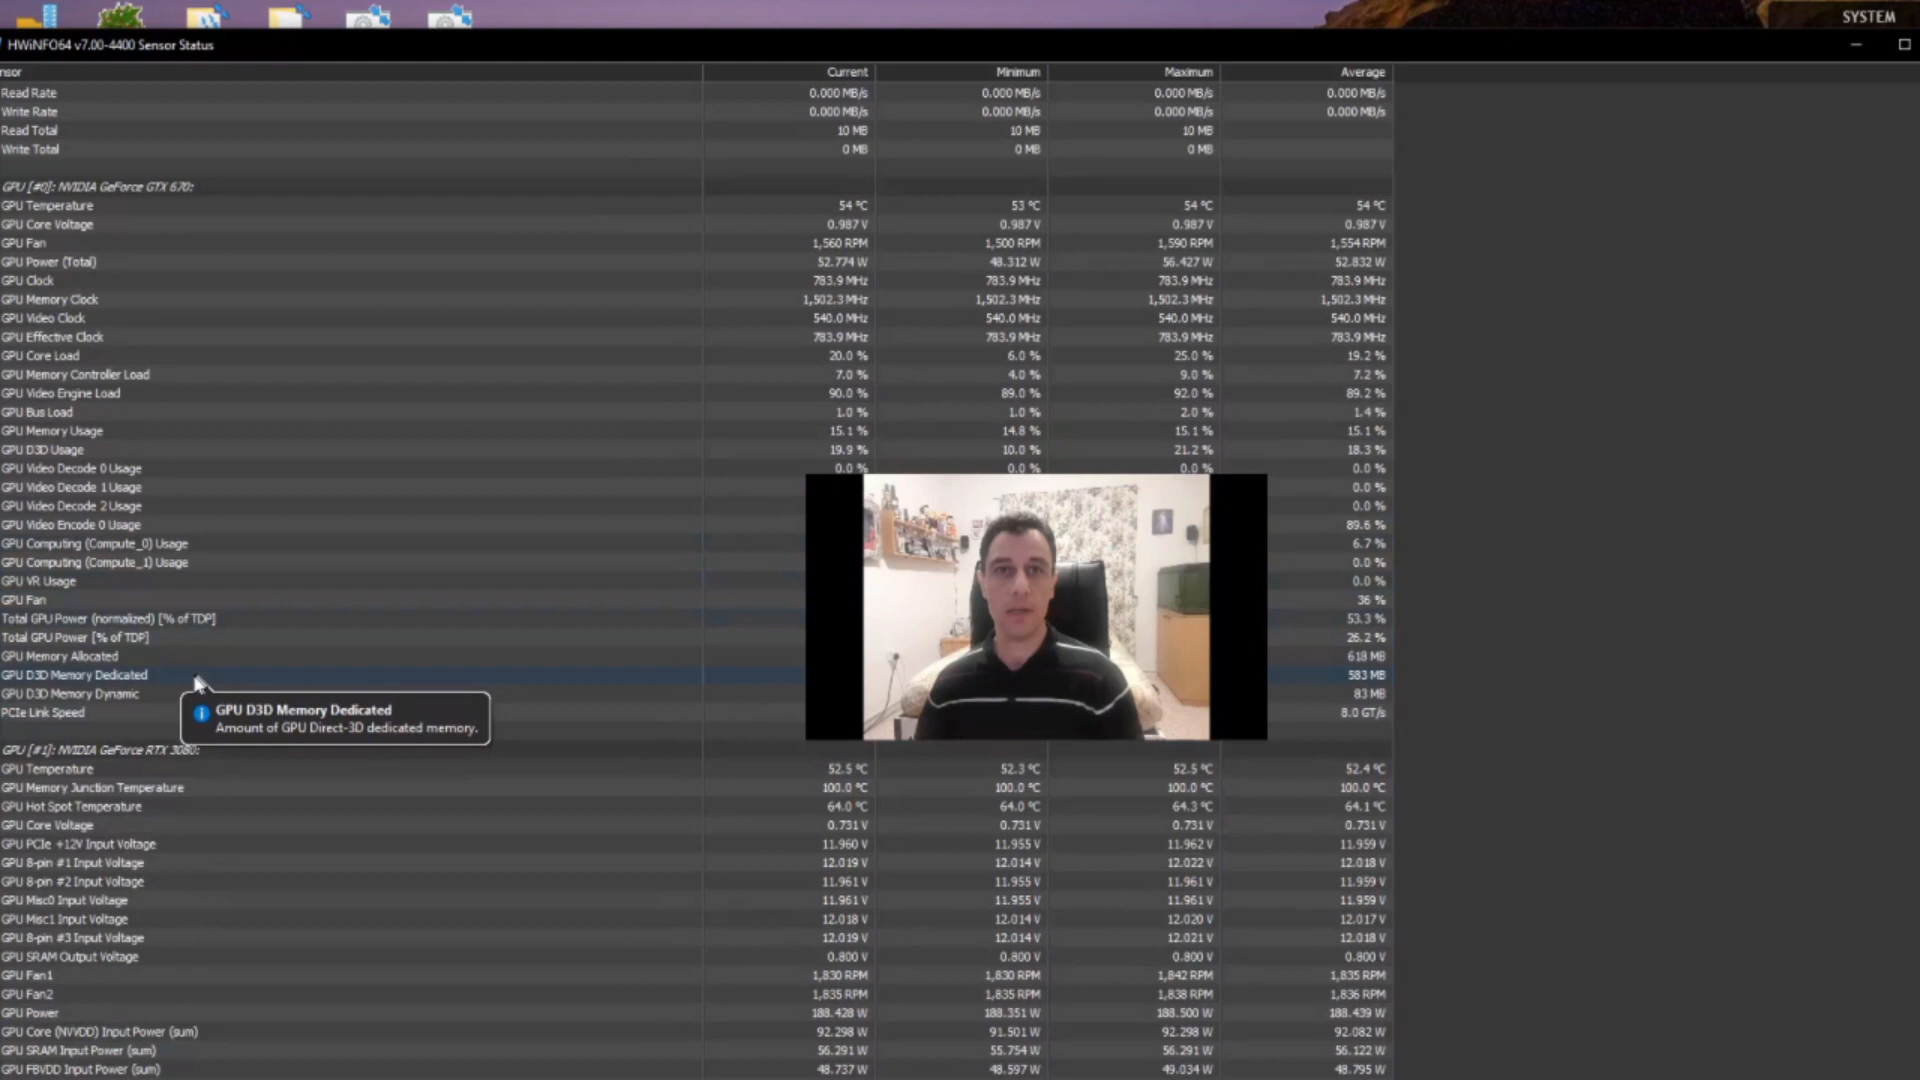 SYSTEM
HWiNFO64 v7.00-4400 Sensor Status
nsor Current Minimum Maximum Average
Read Rate 0.000 MB/s 0.000 MB/s 0.000 MB/s 0.000 MB/s
Write Rate 0.000 MB/s 0.000 MB/s 0.000 MB/s 0.000 MB/s
Read Total 10 MB 10 MB 10 MB
Write Total 0 MB 0 MB 0 MB
GPU [#0]: NVIDIA GeForce GTX 670:
GPU Temperature 54 °C 53 °C 54 °C 54 °C
GPU Core Voltage 0.987 V 0.987 V 0.987 V 0.987 V
GPU Fan 1,560 RPM 1,500 RPM 1,590 RPM 1,554 RPM
GPU Power (Total) 52.774 W 48.312 W 56.427 W 52.832 W
GPU Clock 783.9 MHz 783.9 MHz 783.9 MHz 783.9 MHz
GPU Memory Clock 1,502.3 MHz 1,502.3 MHz 1,502.3 MHz 1,502.3 MHz
GPU Video Clock 540.0 MHz 540.0 MHz 540.0 MHz 540.0 MHz
GPU Effective Clock 783.9 MHz 783.9 MHz 783.9 MHz 783.9 MHz
GPU Core Load 20.0 % 6.0 % 25.0 % 19.2 %
GPU Memory Controller Load 7.0 % 4.0 % 9.0 % 7.2 %
GPU Video Engine Load 90.0 % 89.0 % 92.0 % 89.2 %
GPU Bus Load 1.0 % 1.0 % 2.0 % 1.4 %
GPU Memory Usage 15.1 % 14.8 % 15.1 % 15.1 %
GPU D3D Usage 19.9 % 10.0 % 21.2 % 18.3 %
GPU Video Decode 0 Usage 0.0 % 0.0 % 0.0 % 0.0 %
GPU Video Decode 1 Usage 0.0 %
GPU Video Decode 2 Usage 0.0 %
GPU Video Encode 0 Usage 89.6 %
GPU Computing (Compute_0) Usage 6.7 %
GPU Computing (Compute_1) Usage 0.0 %
GPU VR Usage 0.0 %
GPU Fan 36 %
Total GPU Power (normalized) [% of TDP] 53.3 %
Total GPU Power [% of TDP] 26.2 %
GPU Memory Allocated 618 MB
GPU D3D Memory Dedicated 583 MB
GPU D3D Memory Dynamic 83 MB
PCIe Link Speed 8.0 GT/s
GPU D3D Memory Dedicated
Amount of GPU Direct-3D dedicated memory.
GPU [#1]: NVIDIA GeForce RTX 3080:
GPU Temperature 52.5 °C 52.3 °C 52.5 °C 52.4 °C
GPU Memory Junction Temperature 100.0 °C 100.0 °C 100.0 °C 100.0 °C
GPU Hot Spot Temperature 64.0 °C 64.0 °C 64.3 °C 64.1 °C
GPU Core Voltage 0.731 V 0.731 V 0.731 V 0.731 V
GPU PCIe +12V Input Voltage 11.960 V 11.955 V 11.962 V 11.959 V
GPU 8-pin #1 Input Voltage 12.019 V 12.014 V 12.022 V 12.018 V
GPU 8-pin #2 Input Voltage 11.961 V 11.955 V 11.961 V 11.959 V
GPU Misc0 Input Voltage 11.961 V 11.955 V 11.961 V 11.959 V
GPU Misc1 Input Voltage 12.018 V 12.014 V 12.020 V 12.017 V
GPU 8-pin #3 Input Voltage 12.019 V 12.014 V 12.021 V 12.018 V
GPU SRAM Output Voltage 0.800 V 0.800 V 0.800 V 0.800 V
GPU Fan1 1,830 RPM 1,830 RPM 1,842 RPM 1,835 RPM
GPU Fan2 1,835 RPM 1,835 RPM 1,838 RPM 1,836 RPM
GPU Power 188.428 W 188.351 W 188.500 W 188.439 W
GPU Core (NVVDD) Input Power (sum) 92.298 W 91.501 W 92.298 W 92.082 W
GPU SRAM Input Power (sum) 56.291 W 55.754 W 56.291 W 56.122 W
GPU FBVDD Input Power (sum) 48.737 W 48.597 W 49.034 W 48.795 W